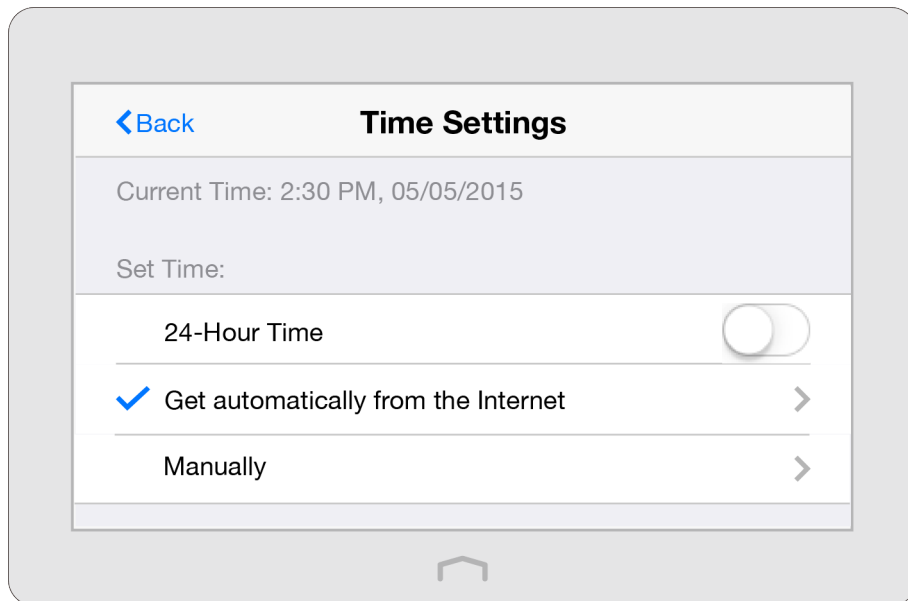 Back
Time Settings
Current Time: 2:30 PM, 05/05/2015
Set Time:
24-Hour Time
Get automatically from the Internet
Manually